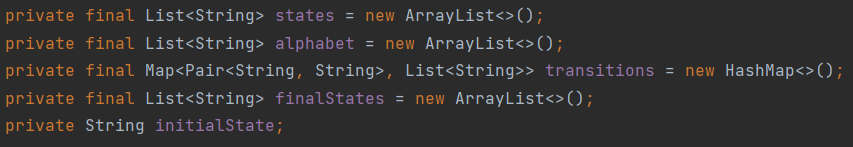 private final List<String> states = new ArrayList<>();
private final List<String> alphabet = new ArrayList<>();
private final Map<Pair<String, String>, List<String>> transitions = new HashMap<>();
private final List<String> finalStates = new ArrayList<>();
private String initialState;